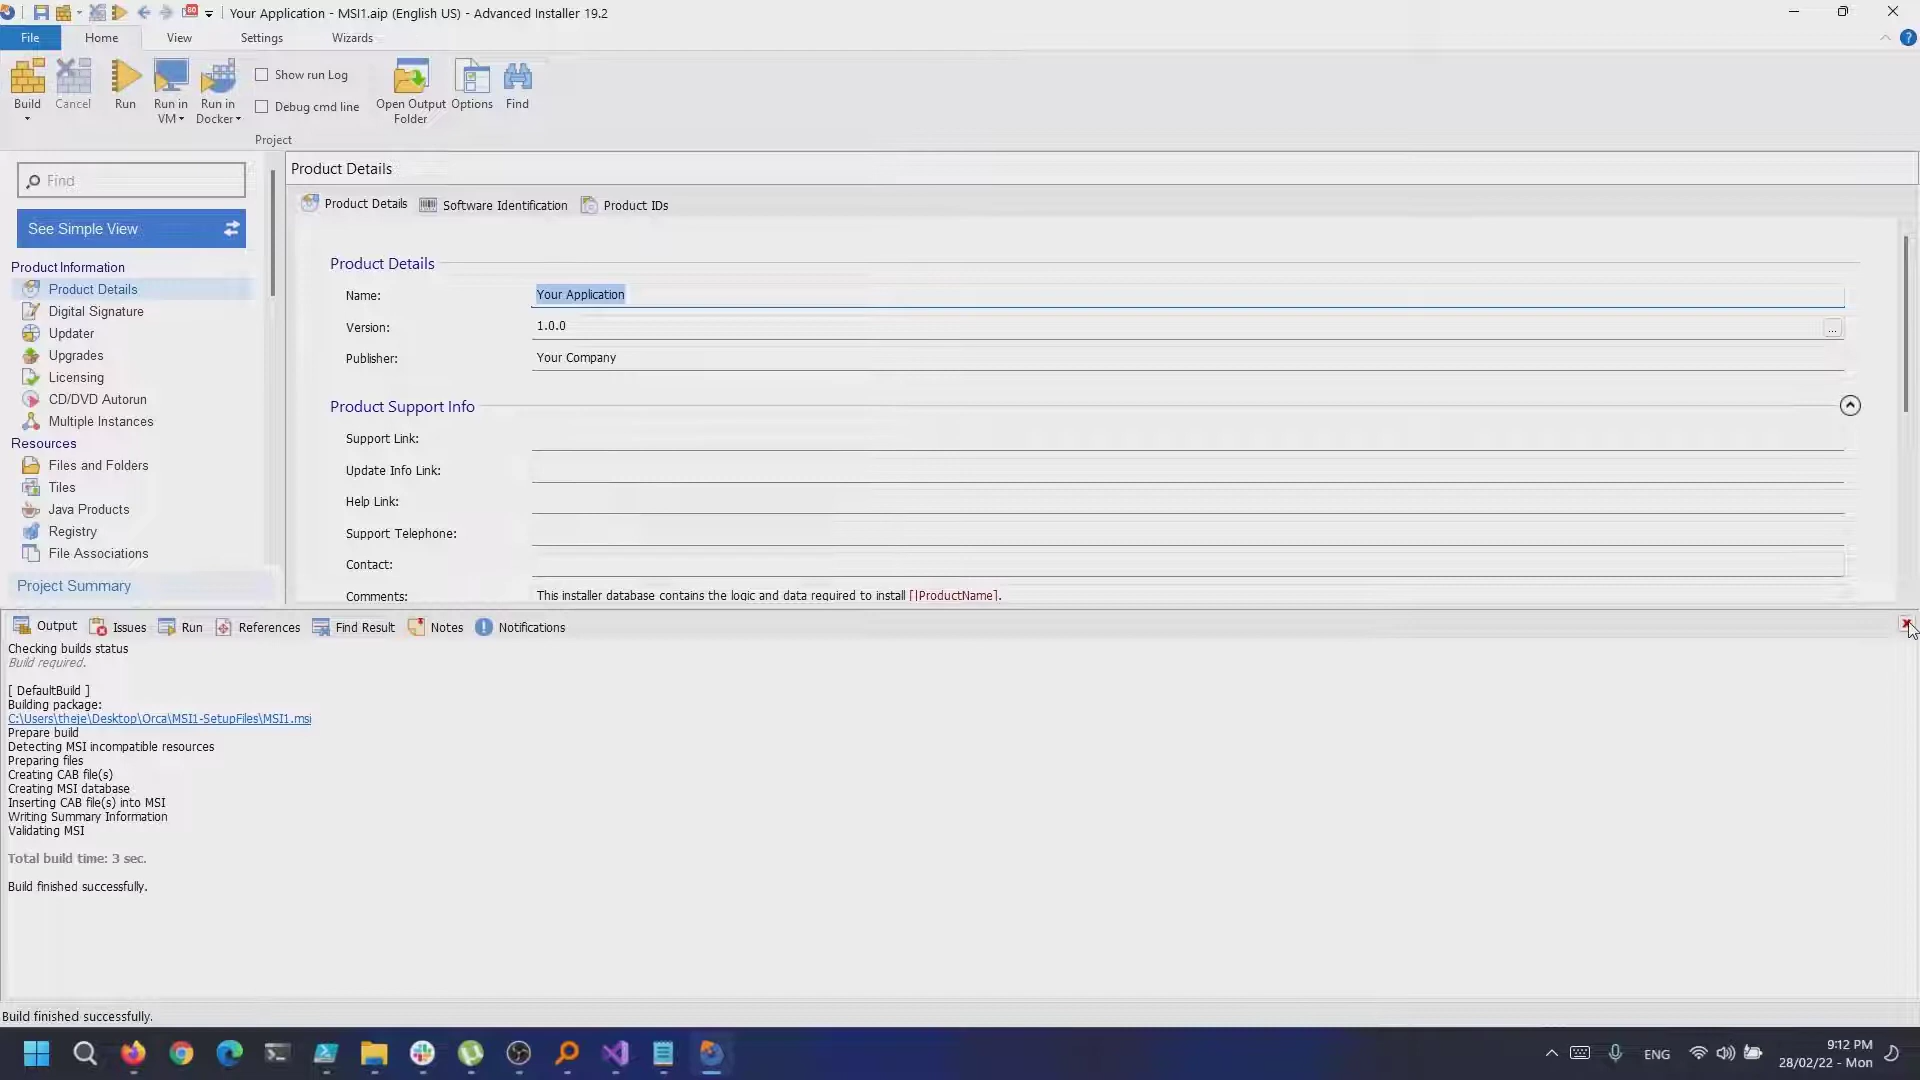 Your Application - MSI1.aip (English US) - Advanced Installer 19.2
File Home View Settings Wizards
Build Cancel Run Run in VM Run in Docker
Show run Log
Debug cmd line
Open Output Folder Options Find
Project
Find
See Simple View
Product Information
Product Details
Digital Signature
Updater
Upgrades
Licensing
CD/DVD Autorun
Multiple Instances
Resources
Files and Folders
Tiles
Java Products
Registry
File Associations
Project Summary
Product Details
Product Details Software Identification Product IDs
Product Details
Name: Your Application
Version: 1.0.0 ...
Publisher: Your Company
Product Support Info
Support Link:
Update Info Link:
Help Link:
Support Telephone:
Contact:
Comments: This installer database contains the logic and data required to install [|ProductName].
Output Issues Run References Find Result Notes Notifications
Checking builds status
Build required.
[ DefaultBuild ]
Building package:
C:\Users\theje\Desktop\Orca\MSI1-SetupFiles\MSI1.msi
Prepare build
Detecting MSI incompatible resources
Preparing files
Creating CAB file(s)
Creating MSI database
Inserting CAB file(s) into MSI
Writing Summary Information
Validating MSI
Total build time: 3 sec.
Build finished successfully.
Build finished successfully.
ENG
9:12 PM
28/02/22 - Mon